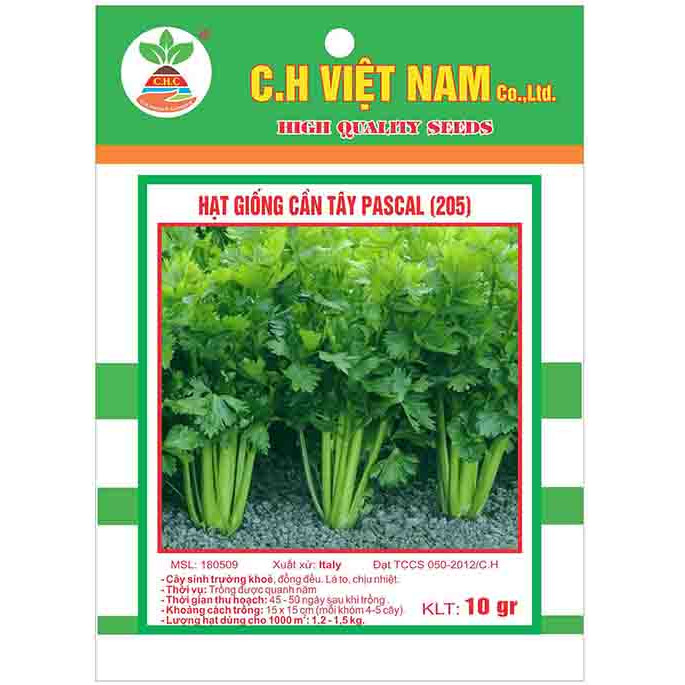 C.H.C
C.H VIỆT NAM Co.,Ltd.
HIGH QUALITY SEEDS
HẠT GIỐNG CẦN TÂY PASCAL (205)
MSL: 180509 Xuất xứ: Italy Đạt TCCS 050-2012/C.H
- Cây sinh trưởng khoẻ, đồng đều. Lá to, chịu nhiệt.
- Thời vụ: Trồng được quanh năm
- Thời gian thu hoạch: 45 - 50 ngày sau khi trồng .
- Khoảng cách trồng: 15 x 15 cm (mỗi khóm 4-5 cây)
- Lượng hạt dùng cho 1000 m²: 1.2 - 1,5 kg.
KLT: 10 gr